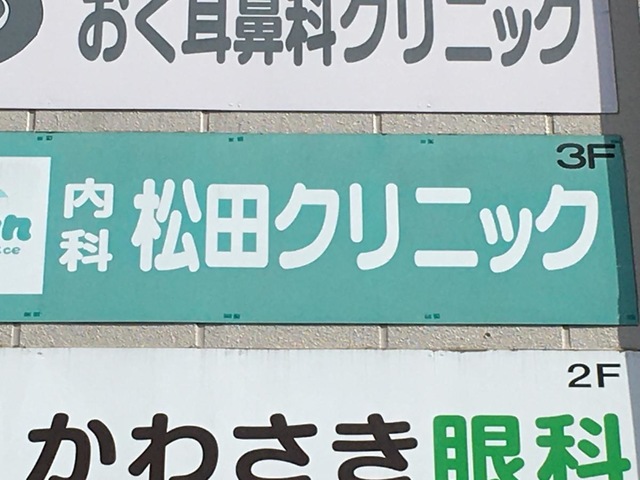 おく耳鼻科クリニック
3F
内科 松田クリニック
2F
かわさき眼科